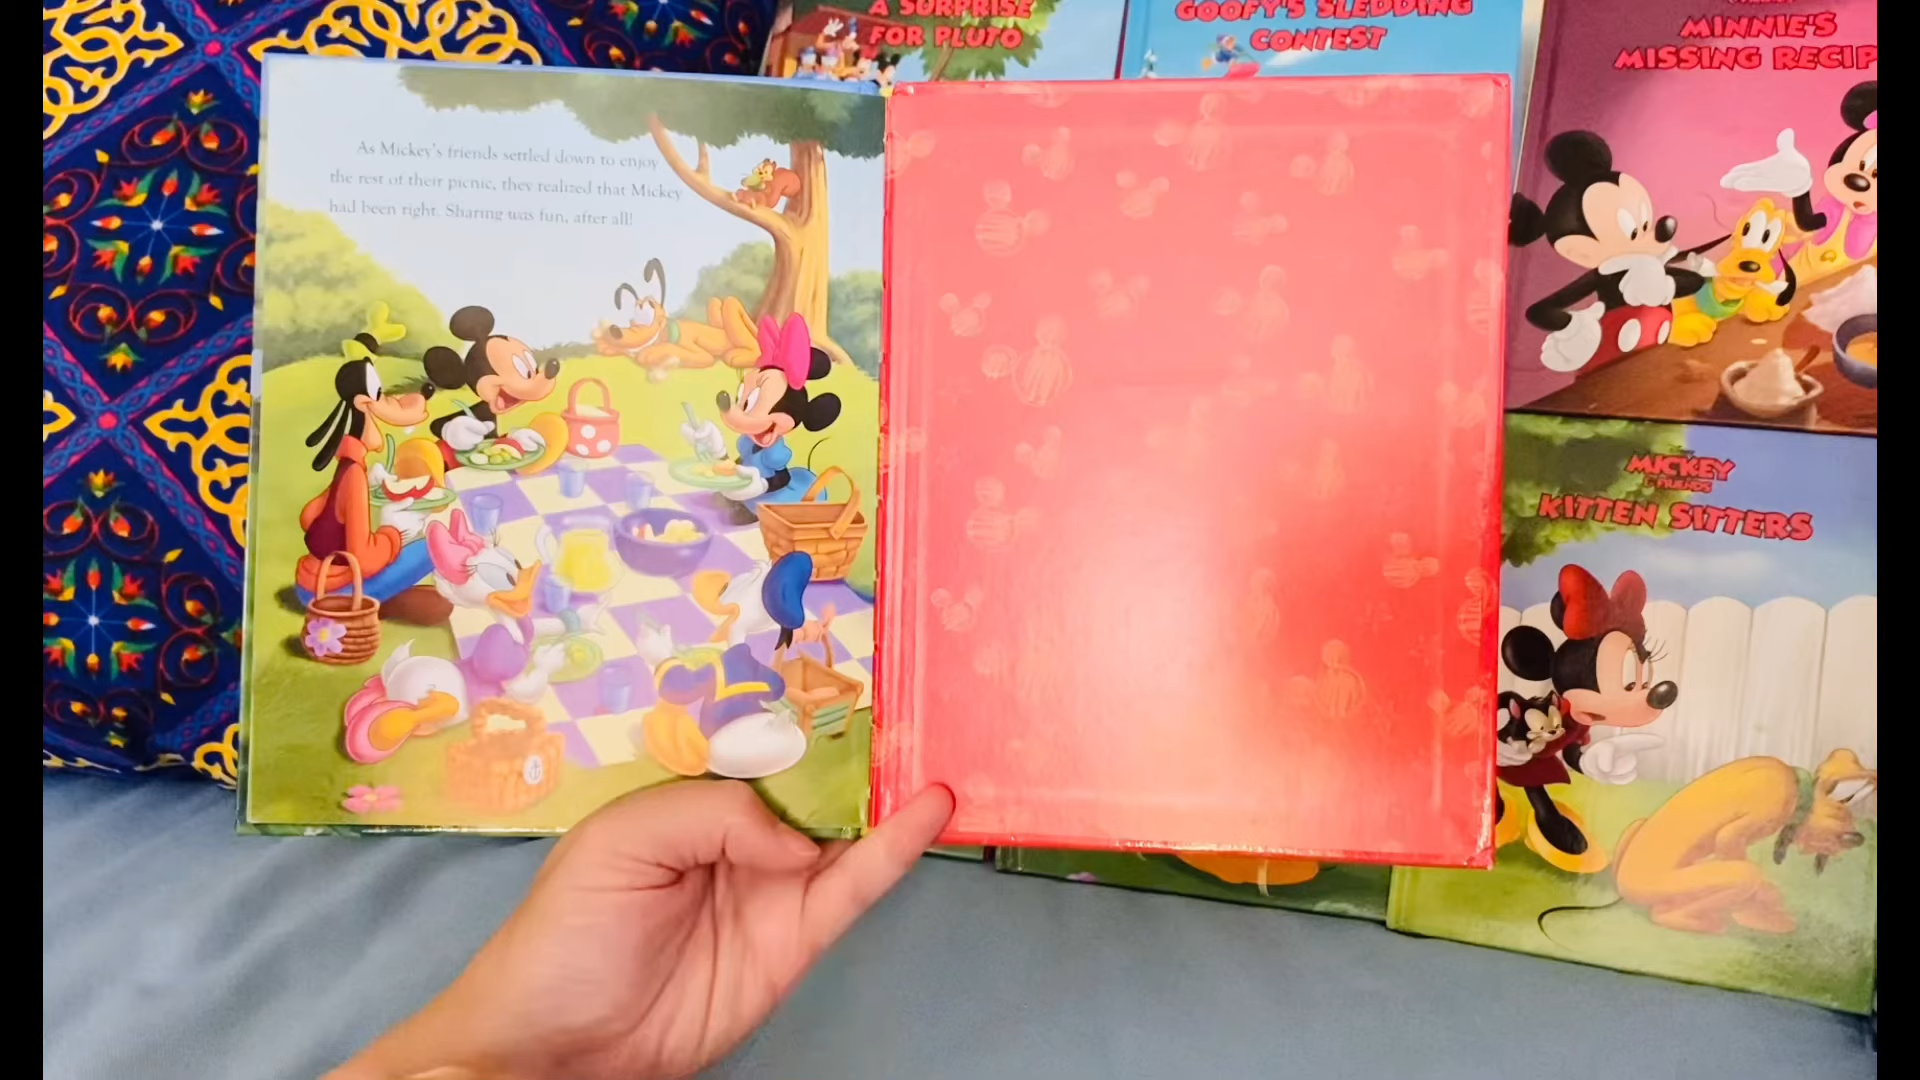 As Mickey's friends settled down to enjoy
the rest of their picnic, they realized that Mickey
had been right. Sharing was fun, after all!
A SURPRISE
FOR PLUTO
GOOFY'S SLEDDING
CONTEST
MINNIE'S
MISSING RECIP
MICKEY
& FRIENDS
KITTEN SITTERS